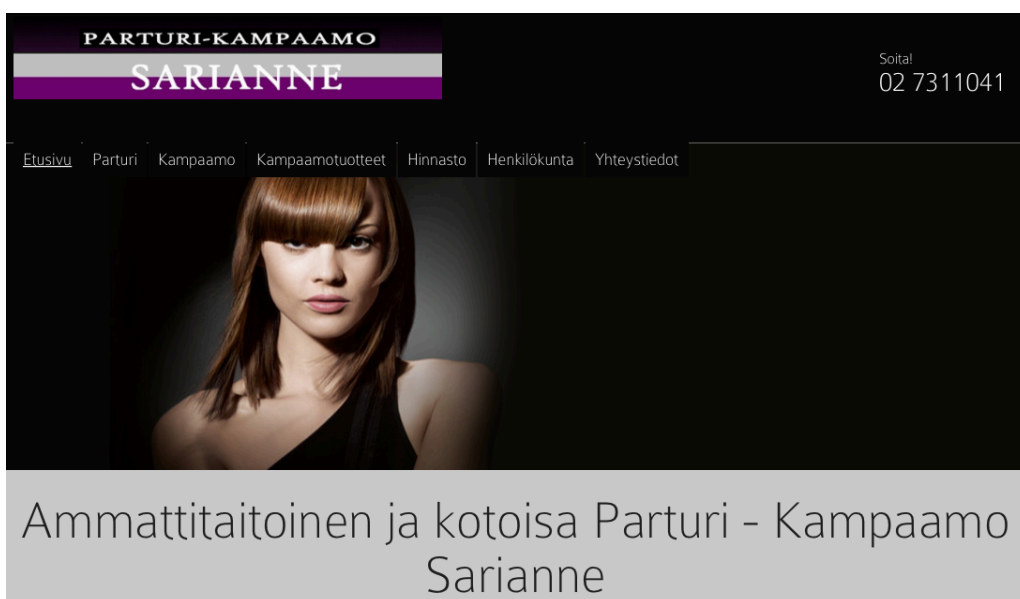 PARTURI-KAMPAAMO
SARIANNE
Soita!
02 7311041
Etusivu Parturi Kampaamo Kampaamotuotteet Hinnasto Henkilökunta Yhteystiedot
Ammattitaitoinen ja kotoisa Parturi - Kampaamo
Sarianne